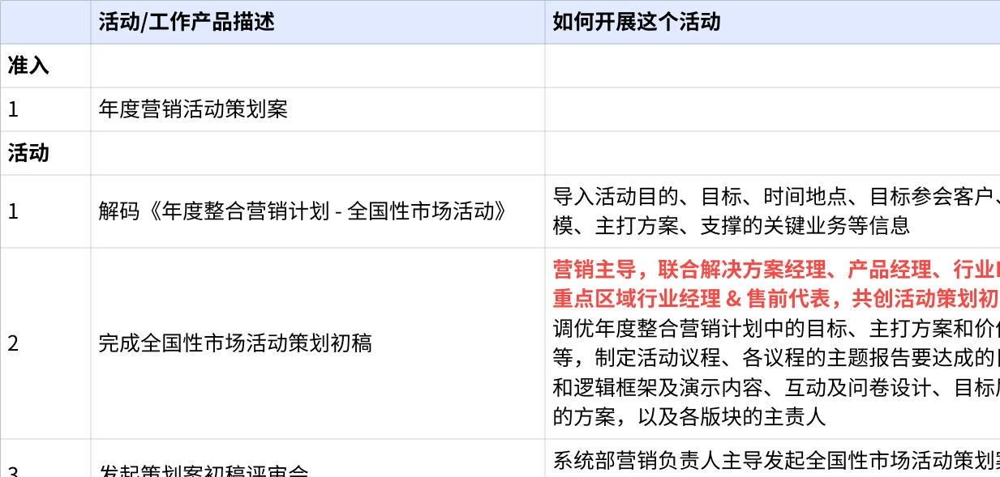 活动/工作产品描述
如何开展这个活动
准入
1
年度营销活动策划案
活动
1
解码《年度整合营销计划 - 全国性市场活动》
导入活动目的、目标、时间地点、目标参会客户、
模、主打方案、支撑的关键业务等信息
2
完成全国性市场活动策划初稿
营销主导，联合解决方案经理、产品经理、行业
重点区域行业经理 & 售前代表，共创活动策划初
调优年度整合营销计划中的目标、主打方案和价
等，制定活动议程、各议程的主题报告要达成的
和逻辑框架及演示内容、互动及问卷设计、目标
的方案，以及各版块的主责人
3
发起策划案初稿评审会
系统部营销负责人主导发起全国性市场活动策划